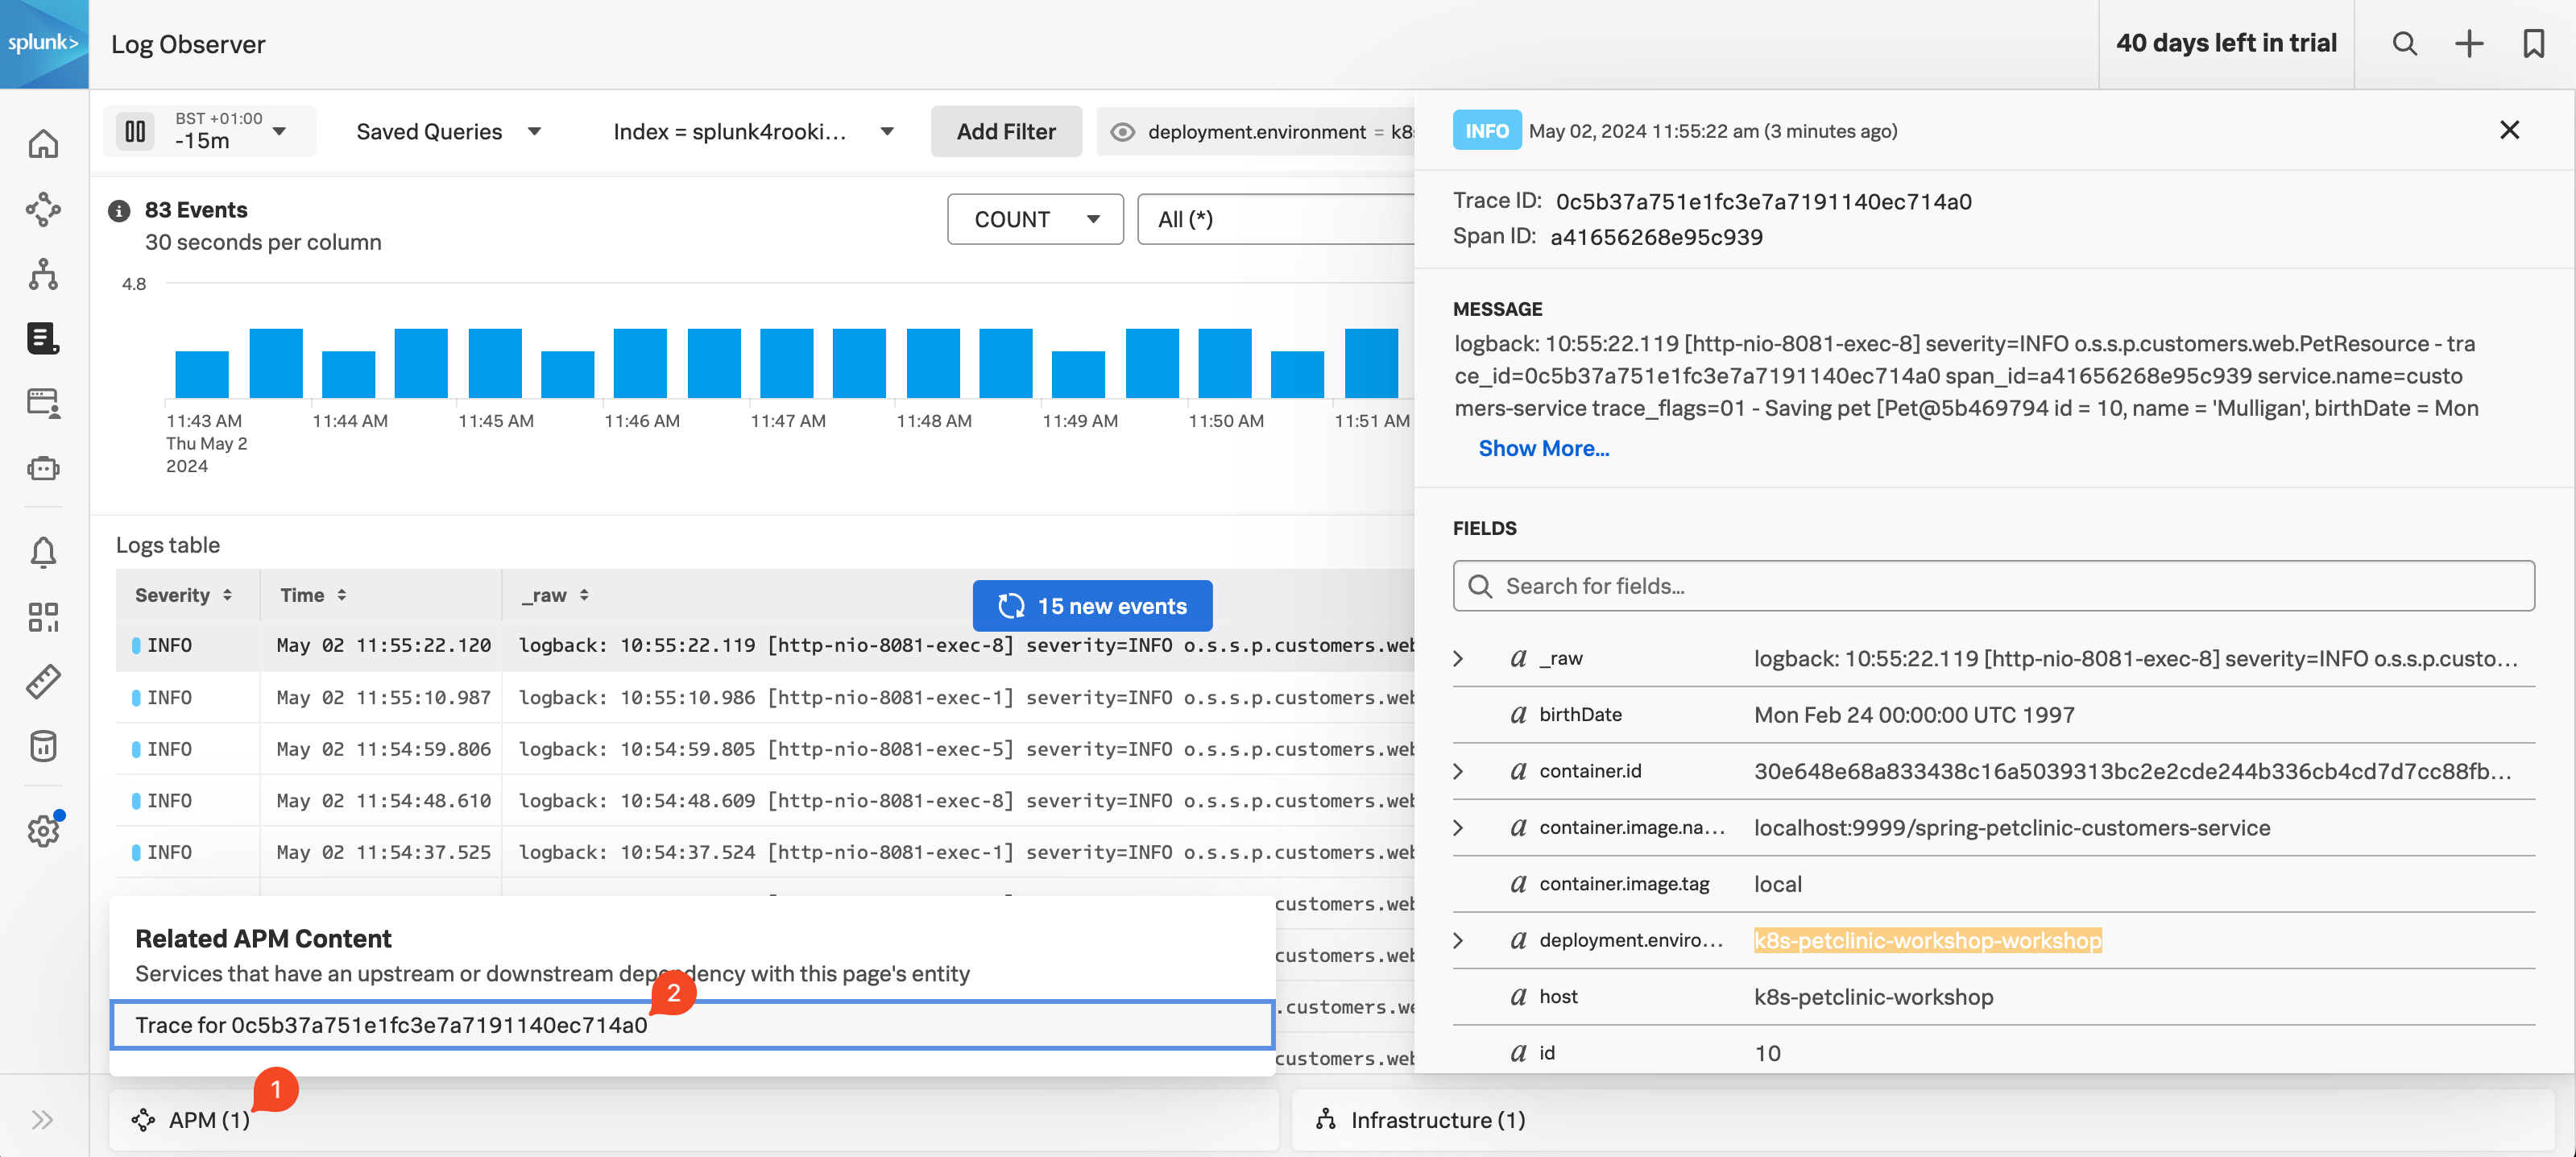 splunk>
Log Observer
40 days left in trial
BST +01:00
-15m
Saved Queries
Index = splunk4rooki...
Add Filter
deployment.environment = k8s
83 Events
30 seconds per column
COUNT
All (*)
4.8
11:43 AM
Thu May 2
2024
11:44 AM
11:45 AM
11:46 AM
11:47 AM
11:48 AM
11:49 AM
11:50 AM
11:51 AM
Logs table
Severity
Time
_raw
15 new events
INFO May 02 11:55:22.120 logback: 10:55:22.119 [http-nio-8081-exec-8] severity=INFO o.s.s.p.customers.web
INFO May 02 11:55:10.987 logback: 10:55:10.986 [http-nio-8081-exec-1] severity=INFO o.s.s.p.customers.web
INFO May 02 11:54:59.806 logback: 10:54:59.805 [http-nio-8081-exec-5] severity=INFO o.s.s.p.customers.web
INFO May 02 11:54:48.610 logback: 10:54:48.609 [http-nio-8081-exec-8] severity=INFO o.s.s.p.customers.web
INFO May 02 11:54:37.525 logback: 10:54:37.524 [http-nio-8081-exec-1] severity=INFO o.s.s.p.customers.web
customers.web
customers.web
.customers.we
customers.web
Related APM Content
Services that have an upstream or downstream dependency with this page's entity
2
Trace for 0c5b37a751e1fc3e7a7191140ec714a0
1
APM (1)
Infrastructure (1)
INFO May 02, 2024 11:55:22 am (3 minutes ago)
Trace ID: 0c5b37a751e1fc3e7a7191140ec714a0
Span ID: a41656268e95c939
MESSAGE
logback: 10:55:22.119 [http-nio-8081-exec-8] severity=INFO o.s.s.p.customers.web.PetResource - tra
ce_id=0c5b37a751e1fc3e7a7191140ec714a0 span_id=a41656268e95c939 service.name=custo
mers-service trace_flags=01 - Saving pet [Pet@5b469794 id = 10, name = 'Mulligan', birthDate = Mon
Show More...
FIELDS
Search for fields...
a _raw logback: 10:55:22.119 [http-nio-8081-exec-8] severity=INFO o.s.s.p.custo...
a birthDate Mon Feb 24 00:00:00 UTC 1997
a container.id 30e648e68a833438c16a5039313bc2e2cde244b336cb4cd7d7cc88fb...
a container.image.na... localhost:9999/spring-petclinic-customers-service
a container.image.tag local
a deployment.enviro... k8s-petclinic-workshop-workshop
a host k8s-petclinic-workshop
a id 10